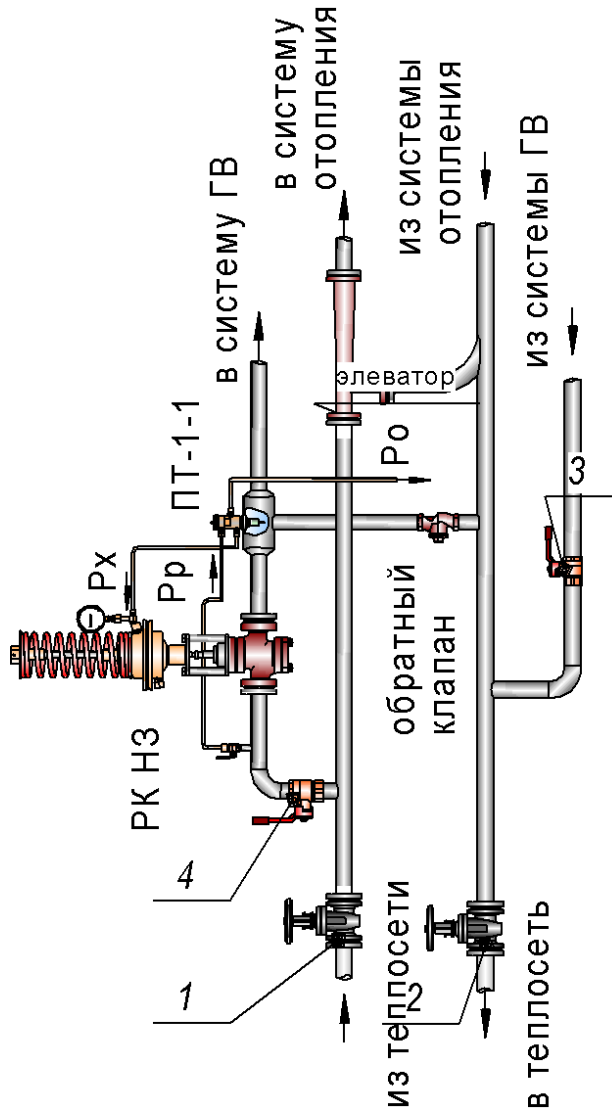 в систему
отопления
в систему ГВ
из системы
отопления
из системы ГВ
элеватор
ПТ-1-1
Ро
3
Рх
Рр
обратный
клапан
РК НЗ
4
1
2
из теплосети
в теплосеть